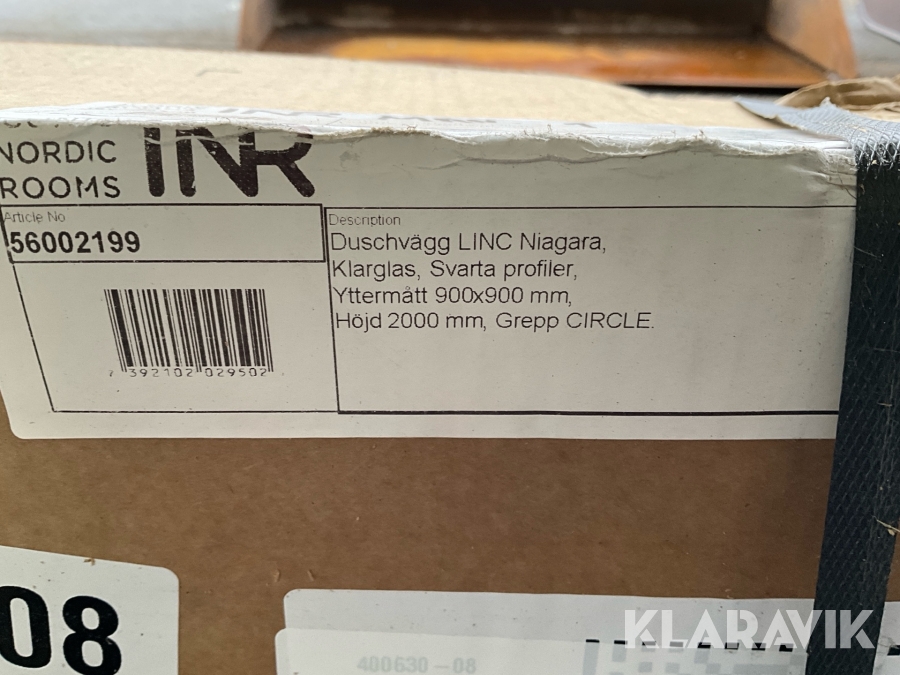 NORDIC
ROOMS
INR
Article No
56002199
Description
Duschvägg LINC Niagara,
Klarglas, Svarta profiler,
Yttermått 900x900 mm,
Höjd 2000 mm, Grepp CIRCLE.
7 392102 029502
08
400630-08
KLARAVIK